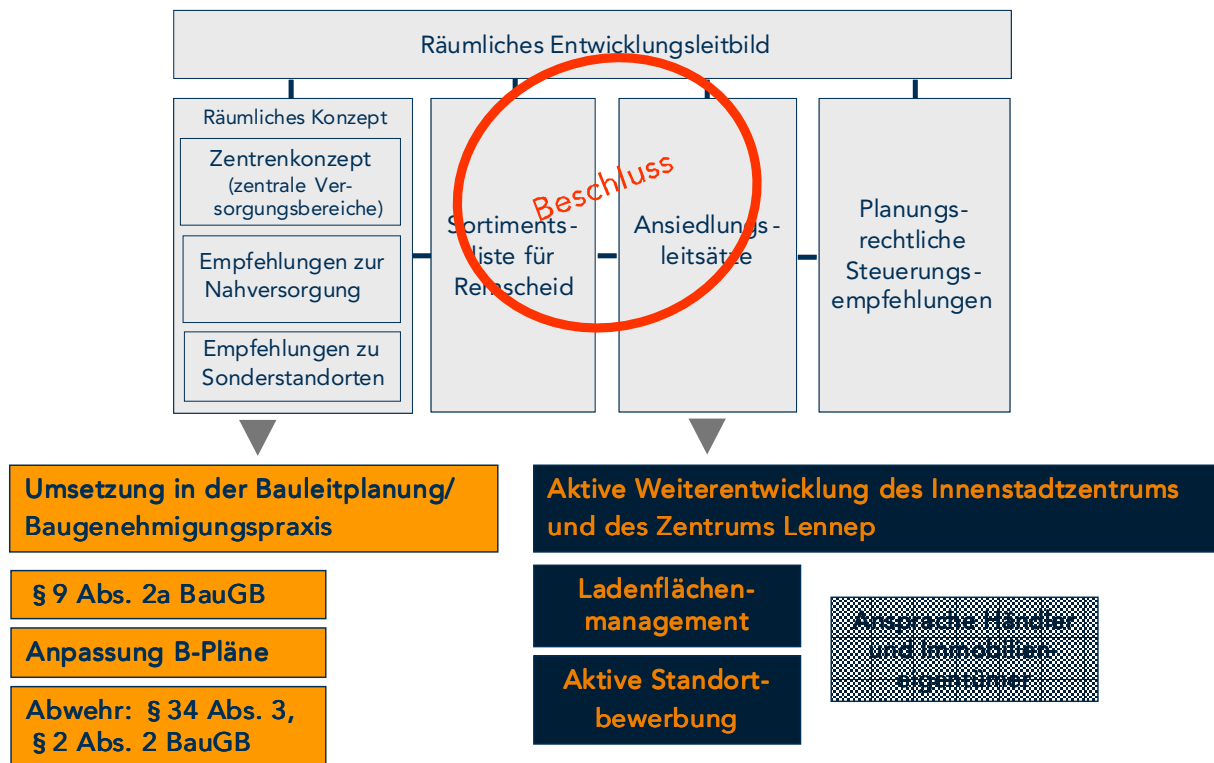 Räumliches Entwicklungsleitbild
Räumliches Konzept
Zentrenkonzept
(zentrale Ver-
sorgungsbereiche)
Empfehlungen zur
Nahversorgung
Empfehlungen zu
Sonderstandorten
Sortiments-
liste für
Remscheid
Ansiedlungs-
leitsätze
Planungs-
rechtliche
Steuerungs-
empfehlungen
Beschluss
Umsetzung in der Bauleitplanung/
Baugenehmigungspraxis
§ 9 Abs. 2a BauGB
Anpassung B-Pläne
Abwehr: § 34 Abs. 3,
§ 2 Abs. 2 BauGB
Aktive Weiterentwicklung des Innenstadtzentrums
und des Zentrums Lennep
Ladenflächen-
management
Aktive Standort-
bewerbung
Ansprache Händler
und Immobilien-
eigentümer